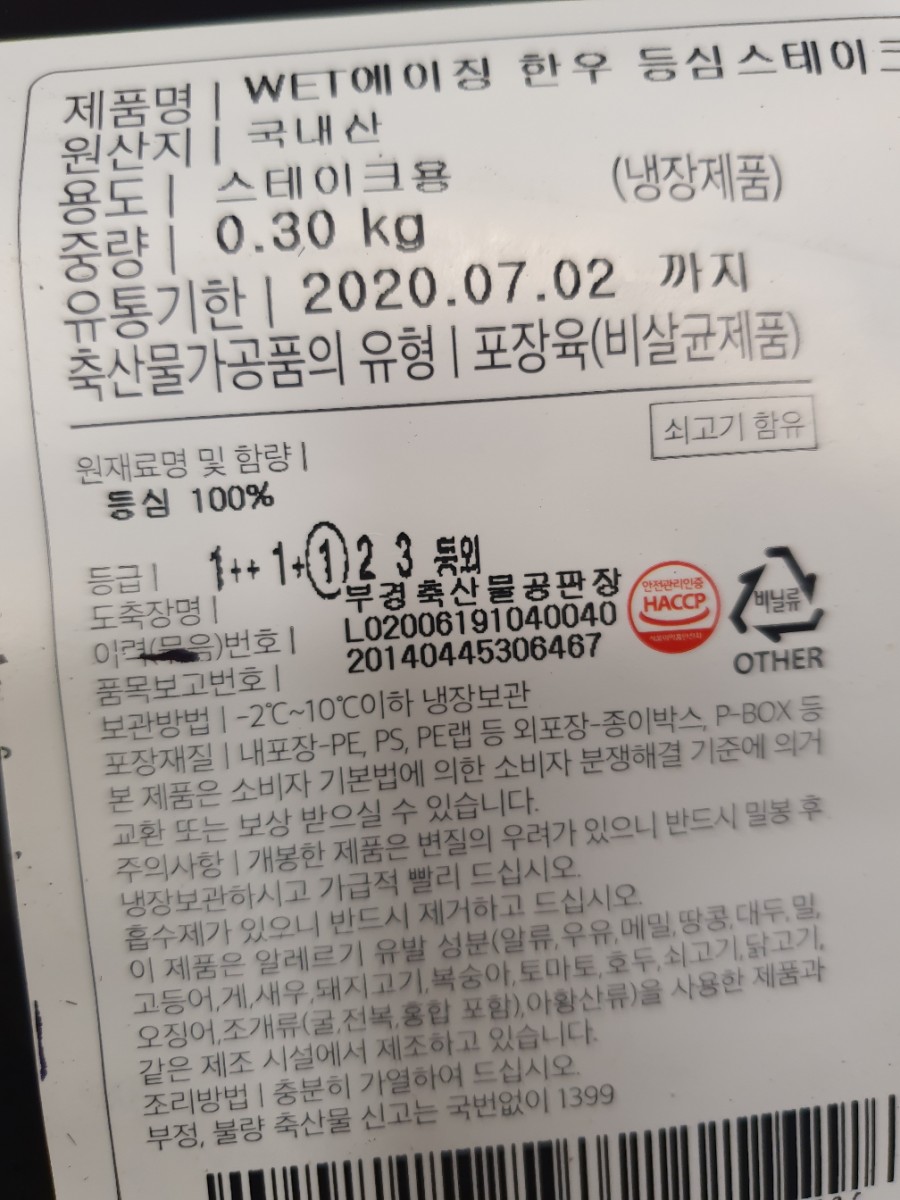 제품명 | WET에이징 한우 등심스테이크
원산지 | 국내산
용도 | 스테이크용 (냉장제품)
중량 | 0.30 kg
유통기한 | 2020.07.02 까지
축산물가공품의 유형 | 포장육(비살균제품)
쇠고기 함유
원재료명 및 함량 |
등심 100%
등급 | 1++ 1+ 1 2 3 등외
도축장명 | 부경축산물공판장
이력(묶음)번호 | L02006191040040
품목보고번호 | 20140445306467
안전관리인증
HACCP
비닐류
OTHER
보관방법 | -2℃~10℃이하 냉장보관
포장재질 | 내포장-PE, PS, PE랩 등 외포장-종이박스, P-BOX 등
본 제품은 소비자 기본법에 의한 소비자 분쟁해결 기준에 의거
교환 또는 보상 받으실 수 있습니다.
주의사항 | 개봉한 제품은 변질의 우려가 있으니 반드시 밀봉 후
냉장보관하시고 가급적 빨리 드십시오.
흡수제가 있으니 반드시 제거하고 드십시오.
이 제품은 알레르기 유발 성분(알류,우유,메밀,땅콩,대두,밀,
고등어,게,새우,돼지고기,복숭아,토마토,호두,쇠고기,닭고기,
오징어,조개류(굴,전복,홍합 포함),아황산류)을 사용한 제품과
같은 제조 시설에서 제조하고 있습니다.
조리방법 | 충분히 가열하여 드십시오.
부정, 불량 축산물 신고는 국번없이 1399